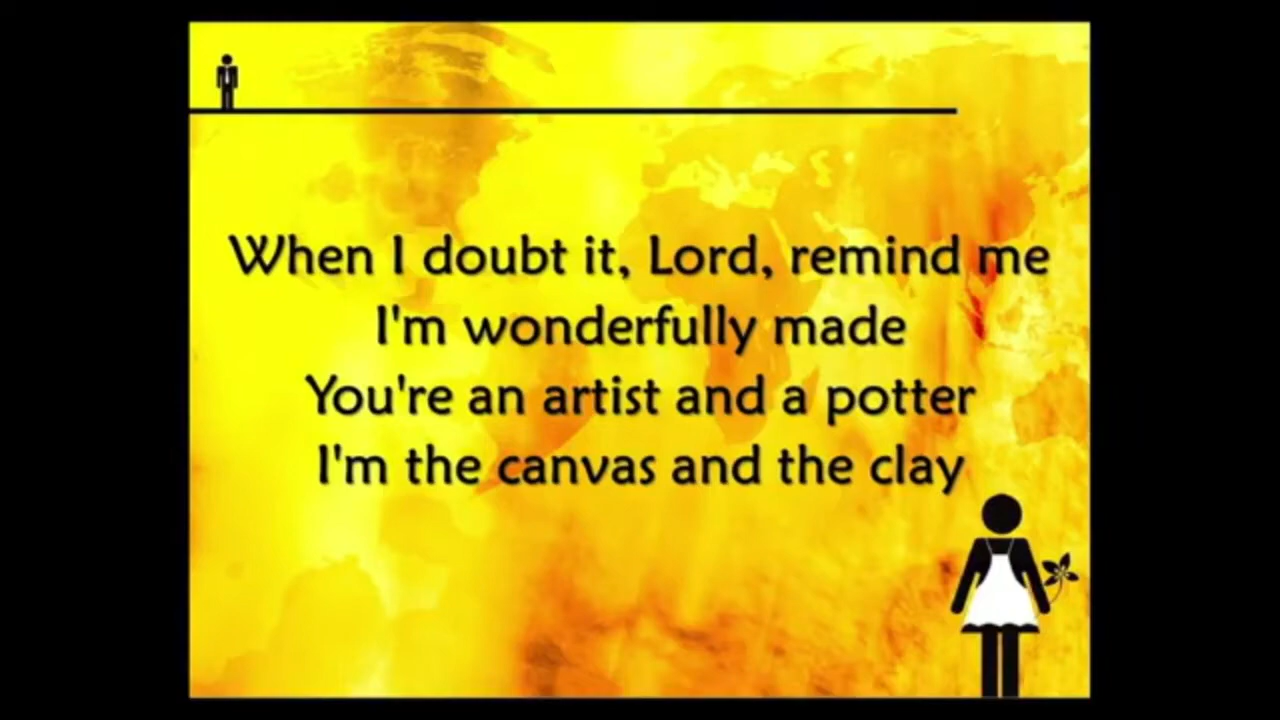 When I doubt it, Lord, remind me
I'm wonderfully made
You're an artist and a potter
I'm the canvas and the clay